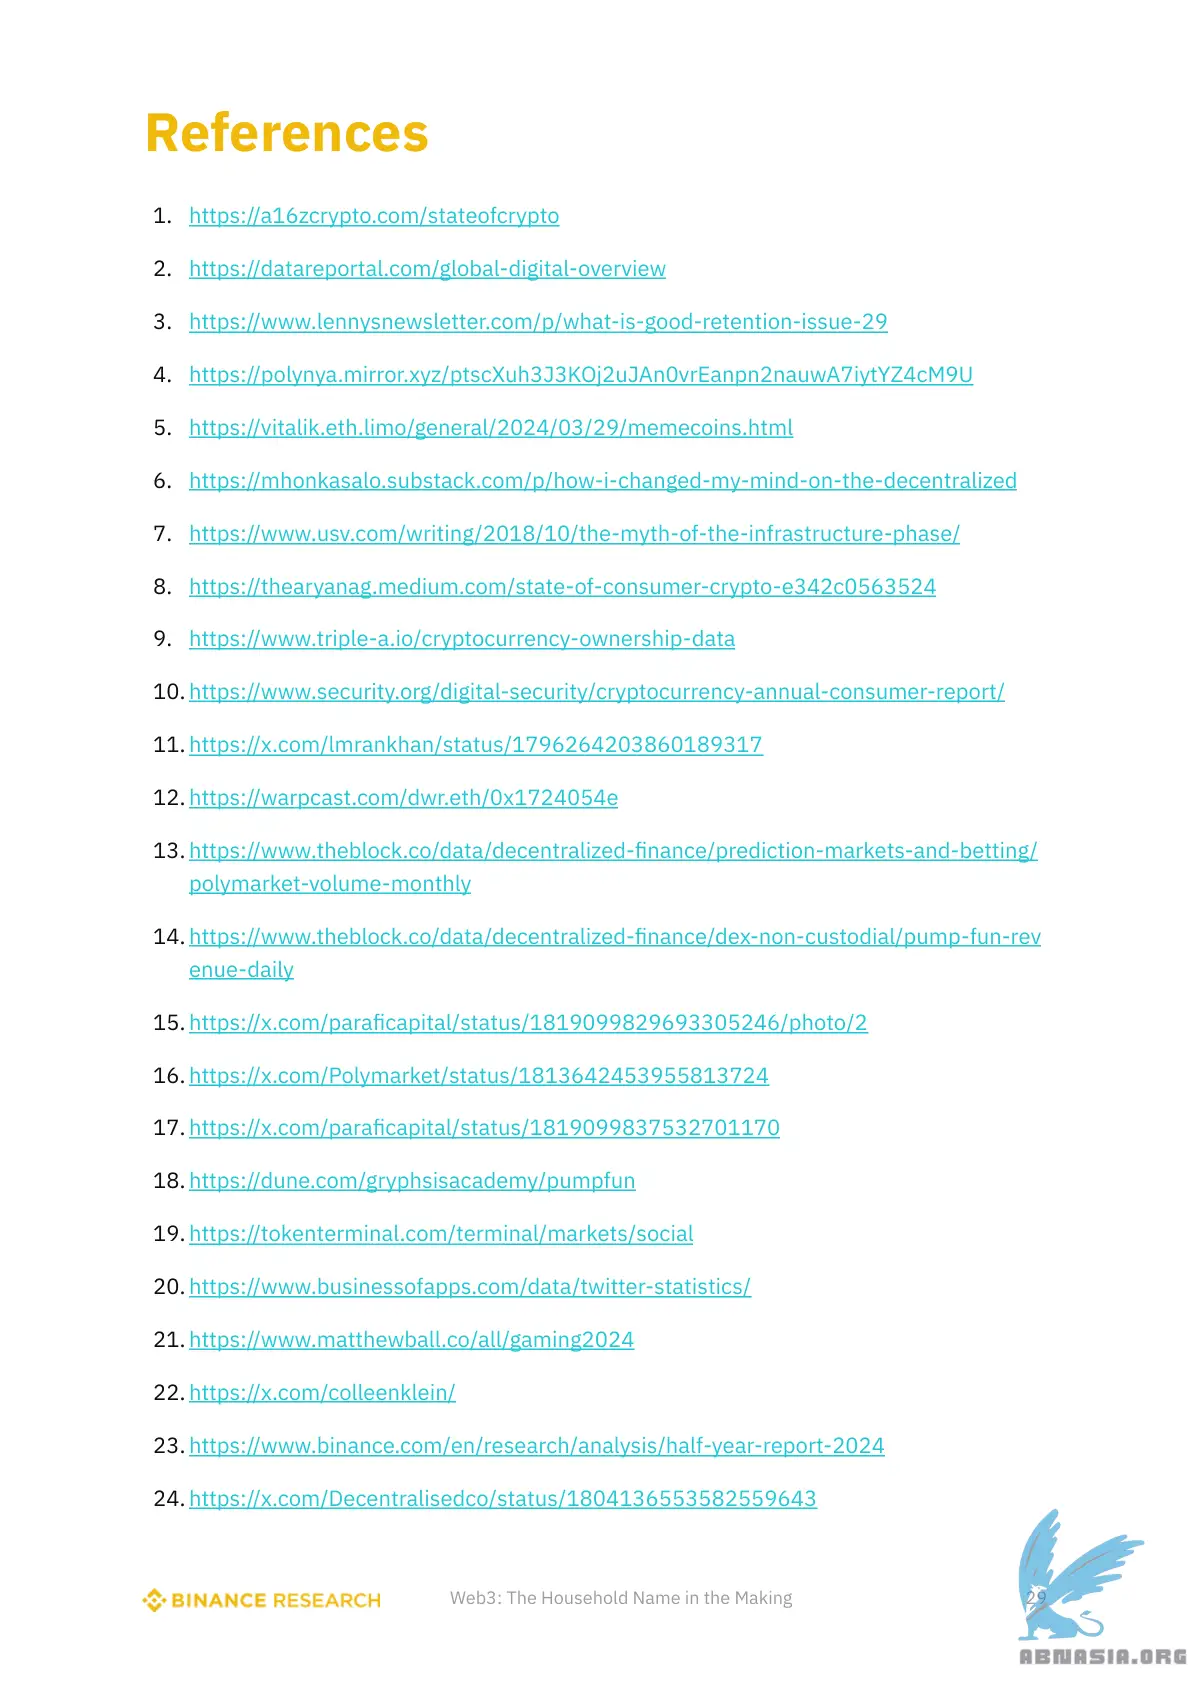 References
1. https://a16zcrypto.com/stateofcrypto
2. https://datareportal.com/global-digital-overview
3. https://www.lennysnewsletter.com/p/what-is-good-retention-issue-29
4. https://polynya.mirror.xyz/ptscXuh3J3KOj2uJAn0vrEanpn2nauwA7iytYZ4cM9U
5. https://vitalik.eth.limo/general/2024/03/29/memecoins.html
6. https://mhonkasalo.substack.com/p/how-i-changed-my-mind-on-the-decentralized
7. https://www.usv.com/writing/2018/10/the-myth-of-the-infrastructure-phase/
8. https://thearyanag.medium.com/state-of-consumer-crypto-e342c0563524
9. https://www.triple-a.io/cryptocurrency-ownership-data
10. https://www.security.org/digital-security/cryptocurrency-annual-consumer-report/
11. https://x.com/lmrankhan/status/1796264203860189317
12. https://warpcast.com/dwr.eth/0x1724054e
13. https://www.theblock.co/data/decentralized-finance/prediction-markets-and-betting/
polymarket-volume-monthly
14. https://www.theblock.co/data/decentralized-finance/dex-non-custodial/pump-fun-rev
enue-daily
15. https://x.com/paraficapital/status/1819099829693305246/photo/2
16. https://x.com/Polymarket/status/1813642453955813724
17. https://x.com/paraficapital/status/1819099837532701170
18. https://dune.com/gryphsisacademy/pumpfun
19. https://tokenterminal.com/terminal/markets/social
20. https://www.businessofapps.com/data/twitter-statistics/
21. https://www.matthewball.co/all/gaming2024
22. https://x.com/colleenklein/
23. https://www.binance.com/en/research/analysis/half-year-report-2024
24. https://x.com/Decentralisedco/status/1804136553582559643
BINANCE RESEARCH
Web3: The Household Name in the Making
29
ABNASIA.ORG